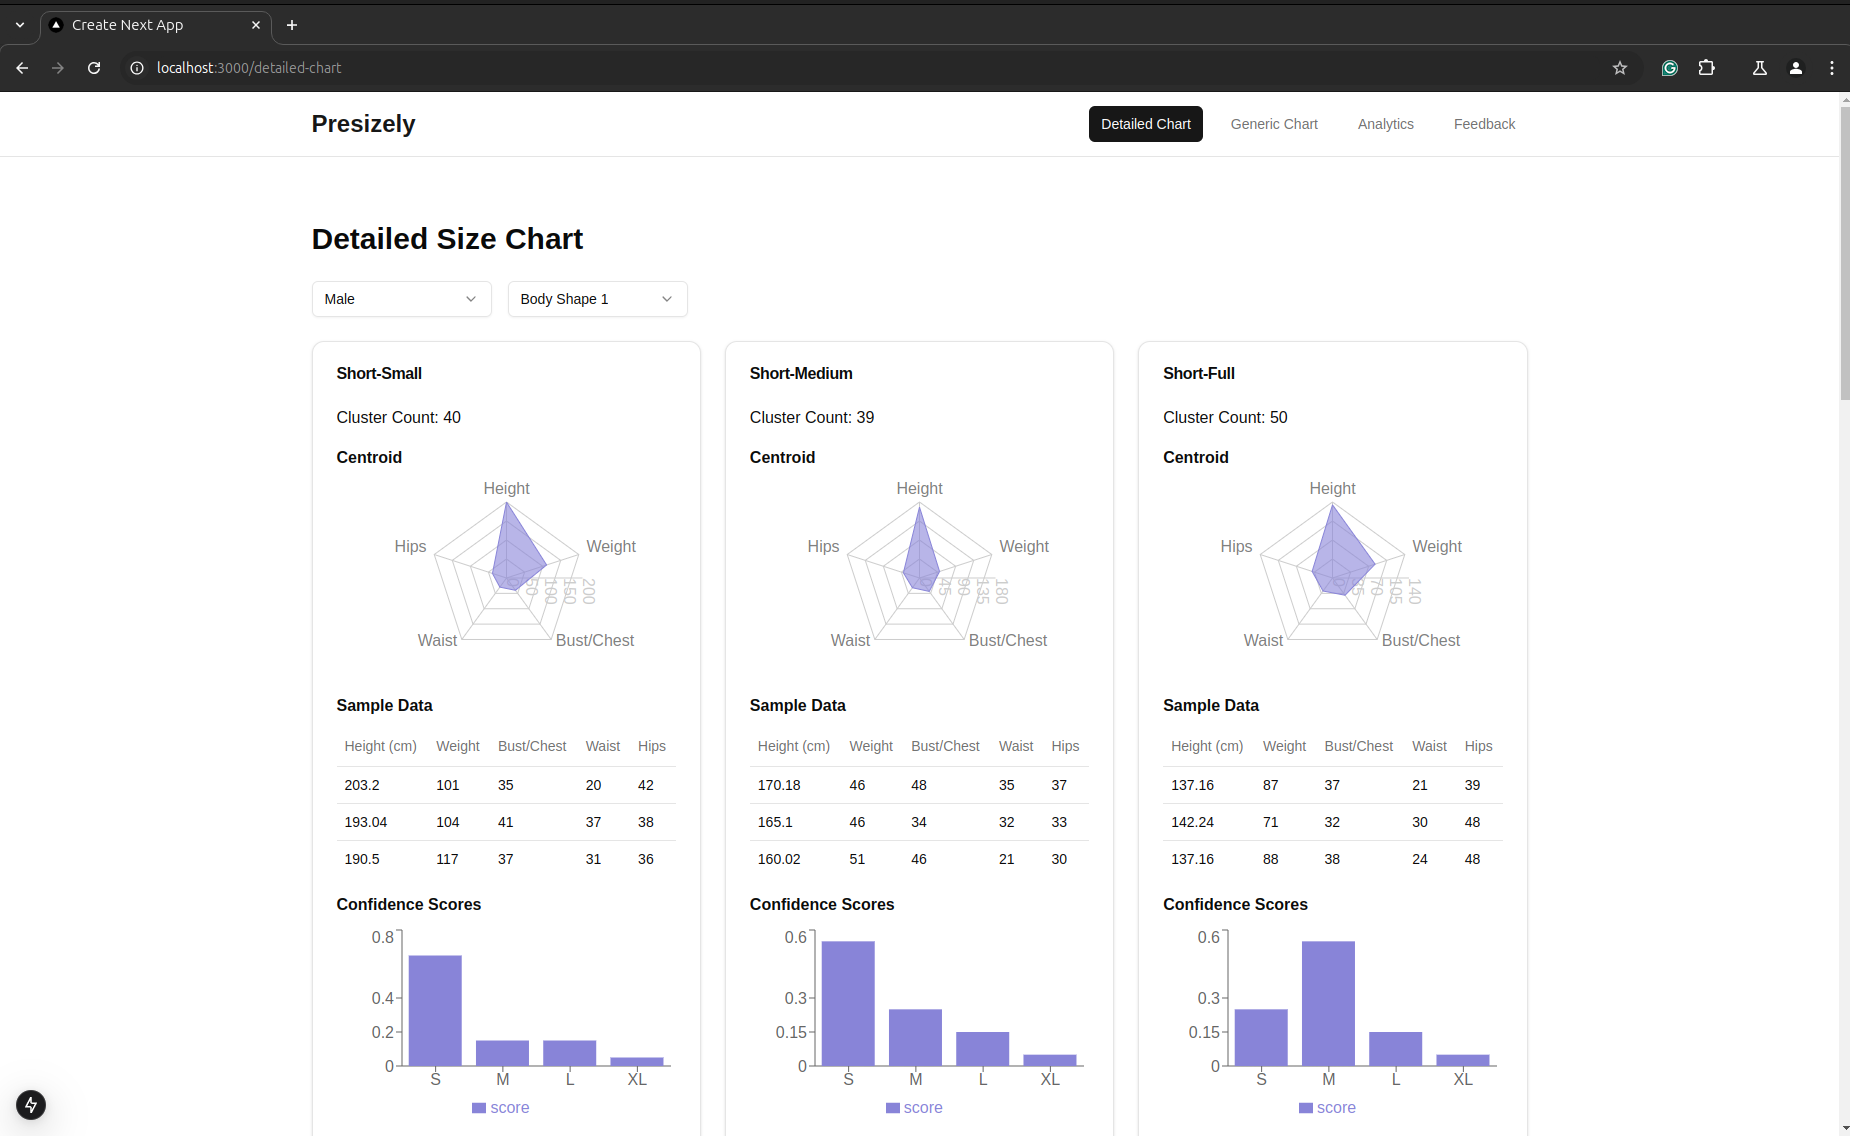 Create Next App
localhost:3000/detailed-chart
Presizely
Detailed Chart Generic Chart Analytics Feedback
Detailed Size Chart
Male Body Shape 1
Short-Small
Cluster Count: 40
Centroid
Height
Hips Weight
0 50 100 150 200
Waist Bust/Chest
Sample Data
Height (cm) Weight Bust/Chest Waist Hips
203.2 101 35 20 42
193.04 104 41 37 38
190.5 117 37 31 36
Confidence Scores
0.8
0.4
0.2
0
S M L XL
score
Short-Medium
Cluster Count: 39
Centroid
Height
Hips Weight
0 45 90 135 180
Waist Bust/Chest
Sample Data
Height (cm) Weight Bust/Chest Waist Hips
170.18 46 48 35 37
165.1 46 34 32 33
160.02 51 46 21 30
Confidence Scores
0.6
0.3
0.15
0
S M L XL
score
Short-Full
Cluster Count: 50
Centroid
Height
Hips Weight
0 35 70 105 140
Waist Bust/Chest
Sample Data
Height (cm) Weight Bust/Chest Waist Hips
137.16 87 37 21 39
142.24 71 32 30 48
137.16 88 38 24 48
Confidence Scores
0.6
0.3
0.15
0
S M L XL
score